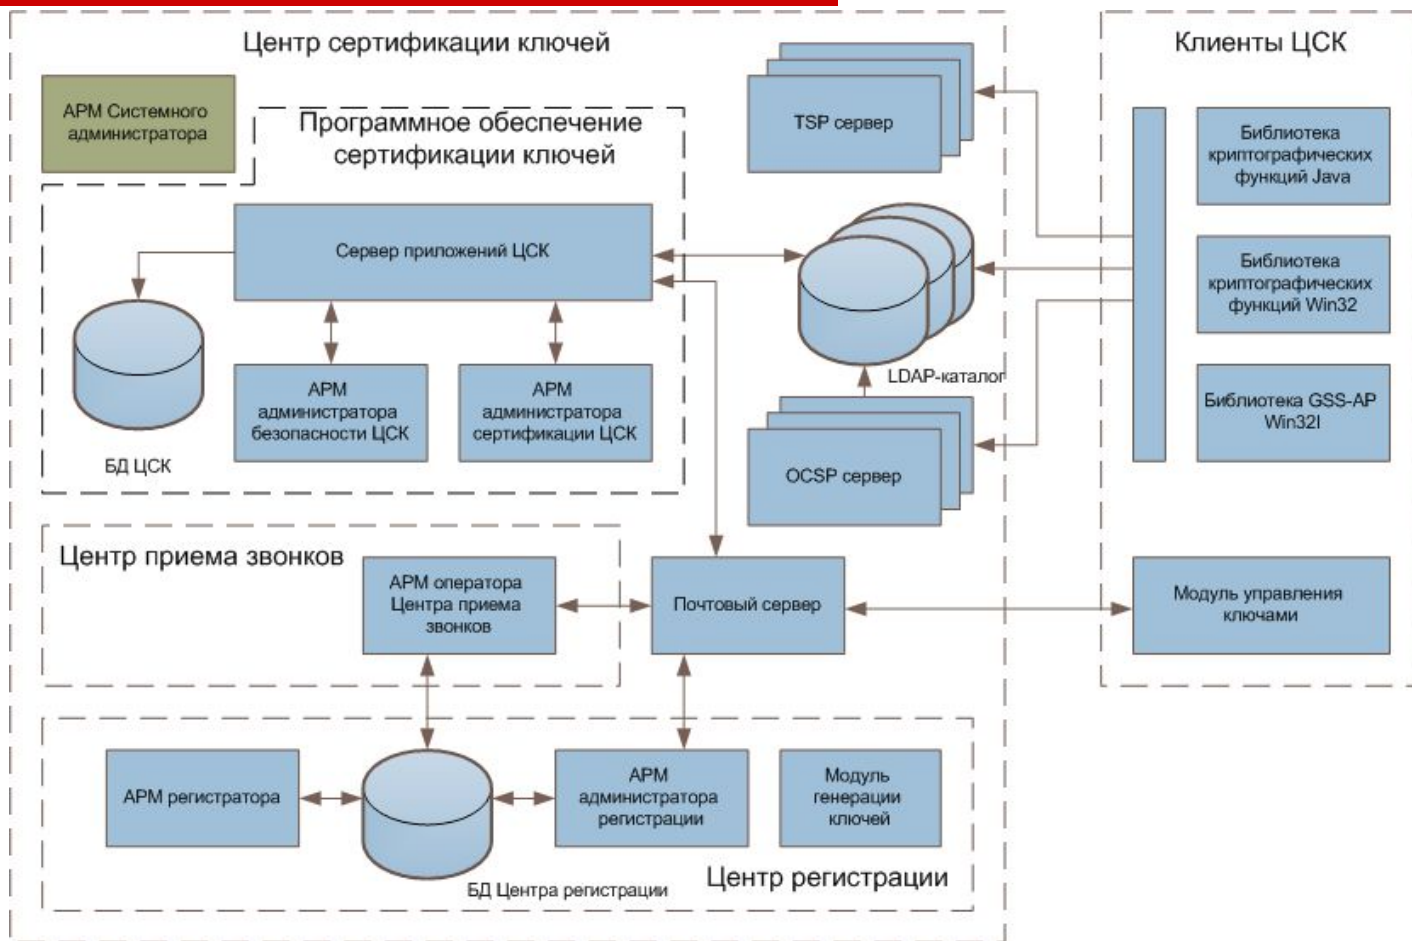 Центр сертификации ключей
Клиенты ЦСК
АРМ Системного
администратора
Программное обеспечение
сертификации ключей
TSP сервер
Библиотека
криптографических
функций Java
Сервер приложений ЦСК
Библиотека
криптографических
функций Win32
LDAP-каталог
АРМ
администратора
безопасности ЦСК
АРМ
администратора
сертификации ЦСК
Библиотека GSS-AP
Win32I
БД ЦСК
OCSP сервер
Центр приема звонков
АРМ оператора
Центра приема
звонков
Почтовый сервер
Модуль управления
ключами
АРМ регистратора
АРМ
администратора
регистрации
Модуль
генерации
ключей
БД Центра регистрации
Центр регистрации